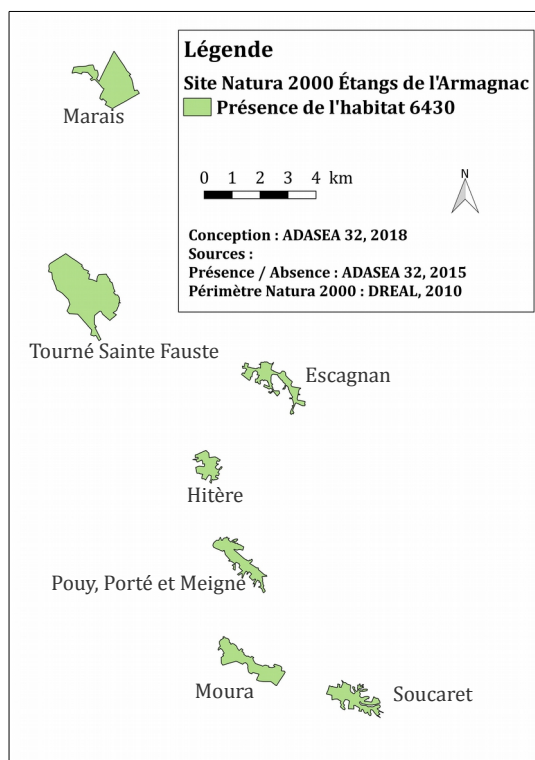 Légende
Site Natura 2000 Étangs de l'Armagnac
Présence de l'habitat 6430
0 1 2 3 4 km
N
Conception : ADASEA 32, 2018
Sources :
Présence / Absence : ADASEA 32, 2015
Périmètre Natura 2000 : DREAL, 2010
Marais
Tourné Sainte Fauste
Escagnan
Hitère
Pouy, Porté et Meigné
Moura
Soucaret